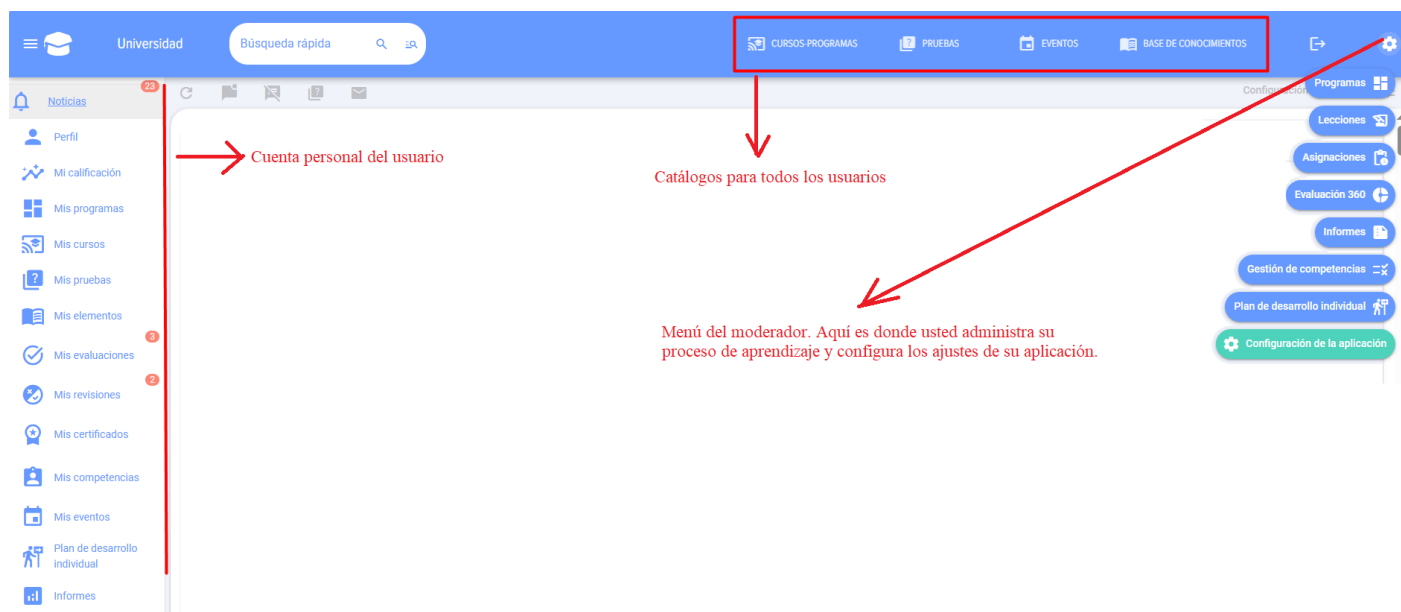 Universidad
Búsqueda rápida
CURSOS-PROGRAMAS
PRUEBAS
EVENTOS
BASE DE CONOCIMIENTOS
23
Noticias
Perfil
Mi calificación
Mis programas
Mis cursos
Mis pruebas
Mis elementos
3
Mis evaluaciones
2
Mis revisiones
Mis certificados
Mis competencias
Mis eventos
Plan de desarrollo
individual
Informes
Cuenta personal del usuario
Catálogos para todos los usuarios
Menú del moderador. Aquí es donde usted administra su
proceso de aprendizaje y configura los ajustes de su aplicación.
Configuración
Programas
Lecciones
Asignaciones
Evaluación 360
Informes
Gestión de competencias
Plan de desarrollo individual
Configuración de la aplicación